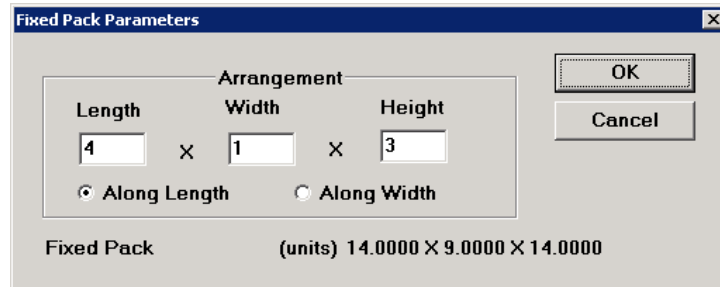 Fixed Pack Parameters
Arrangement
Length Width Height
4 X 1 X 3
Along Length Along Width
OK
Cancel
Fixed Pack (units) 14.0000 X 9.0000 X 14.0000